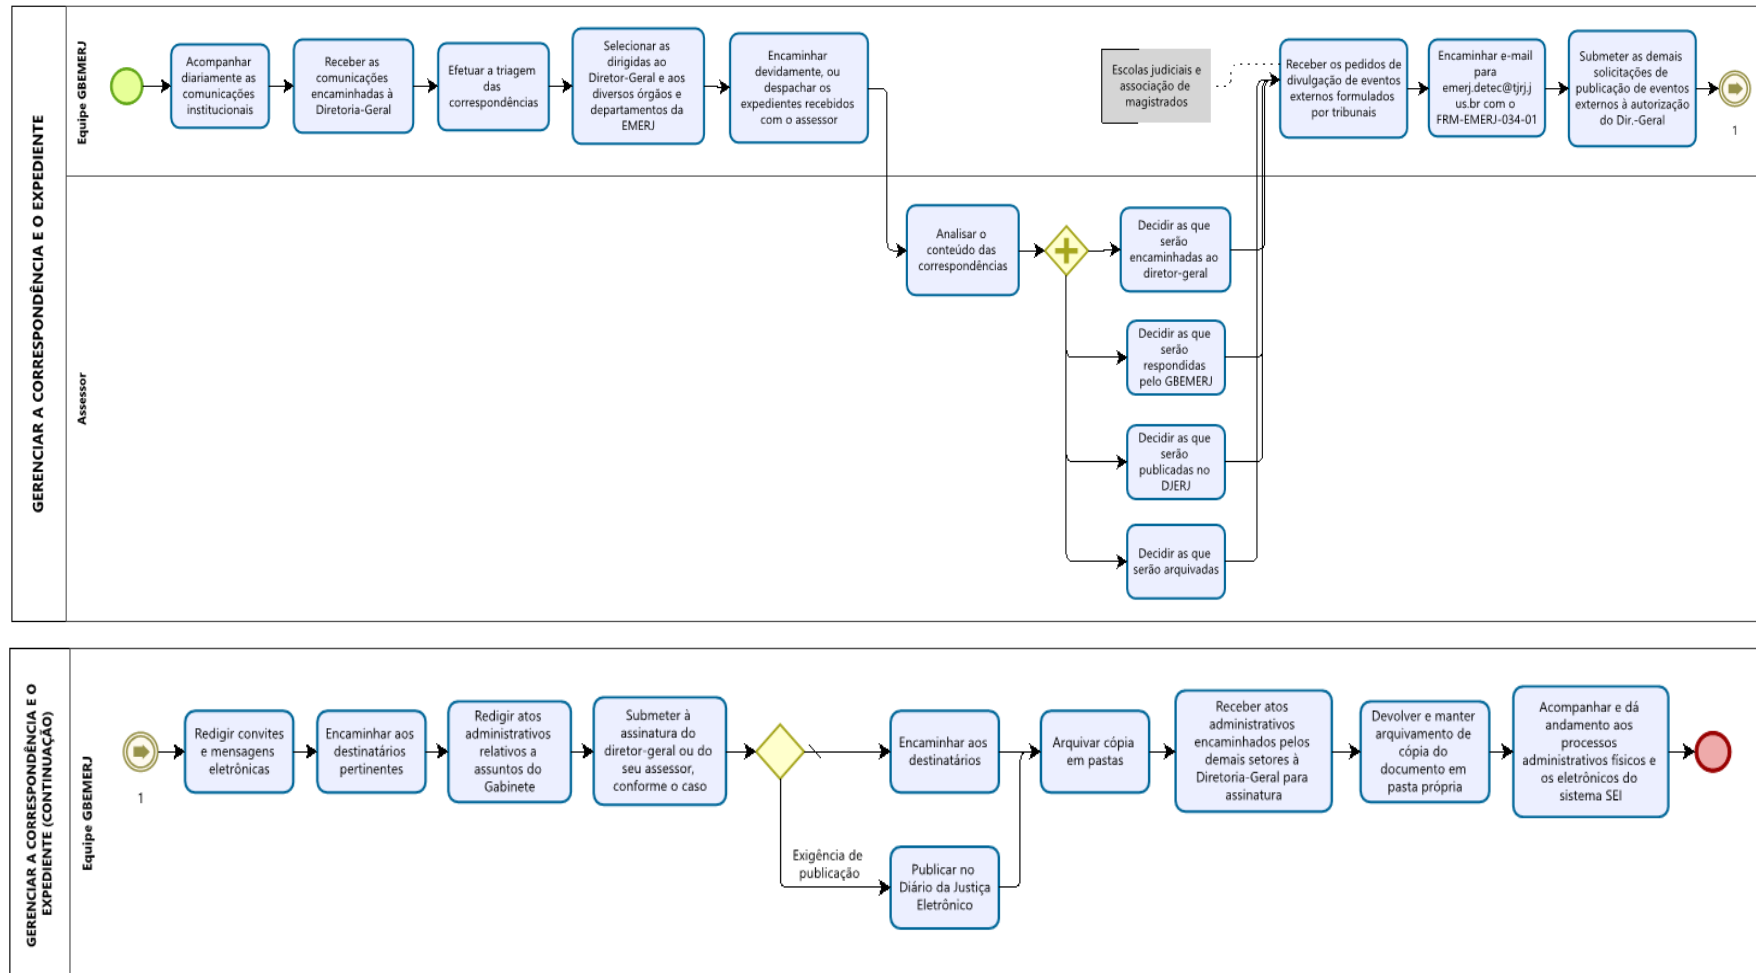 GERENCIAR A CORRESPONDÊNCIA E O EXPEDIENTE
Equipe GBEMERJ
Acompanhar
diariamente as
comunicações
institucionais
Receber as
comunicações
encaminhadas à
Diretoria-Geral
Efetuar a triagem
das
correspondências
Selecionar as
dirigidas ao
Diretor-Geral e aos
diversos órgãos e
departamentos da
EMERJ
Encaminhar
devidamente, ou
despachar os
expedientes recebidos
com o assessor
Escolas judiciais e
associação de
magistrados
Receber os pedidos de
divulgação de eventos
externos formulados
por tribunais
Encaminhar e-mail
para
emerj.detec@tjrj.j
us.br com o
FRM-EMERJ-034-01
Submeter as demais
solicitações de
publicação de eventos
externos à autorização
do Dir.-Geral
1
Assessor
Analisar o
conteúdo das
correspondências
Decidir as que
serão
encaminhadas ao
diretor-geral
Decidir as que
serão
respondidas
pelo GBEMERJ
Decidir as que
serão
publicadas no
DJERJ
Decidir as que
serão arquivadas
GERENCIAR A CORRESPONDÊNCIA E O
EXPEDIENTE (CONTINUAÇÃO)
Equipe GBEMERJ
1
Redigir convites
e mensagens
eletrônicas
Encaminhar aos
destinatários
pertinentes
Redigir atos
administrativos
relativos a
assuntos do
Gabinete
Submeter à
assinatura do
diretor-geral ou do
seu assessor,
conforme o caso
Exigência de
publicação
Encaminhar aos
destinatários
Publicar no
Diário da Justiça
Eletrônico
Arquivar cópia
em pastas
Receber atos
administrativos
encaminhados pelos
demais setores à
Diretoria-Geral para
assinatura
Devolver e manter
arquivamento de
cópia do
documento em
pasta própria
Acompanhar e dá
andamento aos
processos
administrativos físicos e
os eletrônicos do
sistema SEI